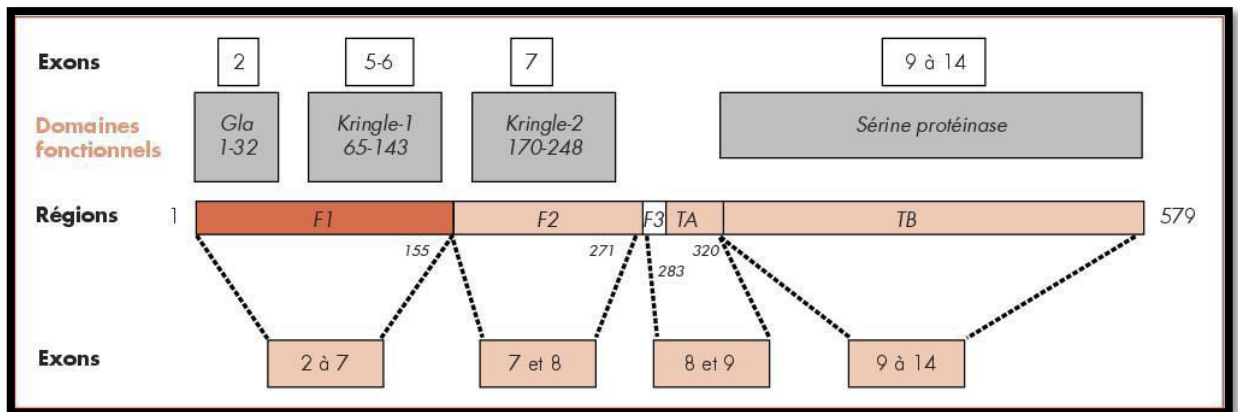 Exons 2 5-6 7 9 à 14
Domaines fonctionnels
Gla
1-32
Kringle-1
65-143
Kringle-2
170-248
Sérine protéinase
Régions 1 F1 F2 F3 TA TB 579
155 271 283 320
Exons 2 à 7 7 et 8 8 et 9 9 à 14